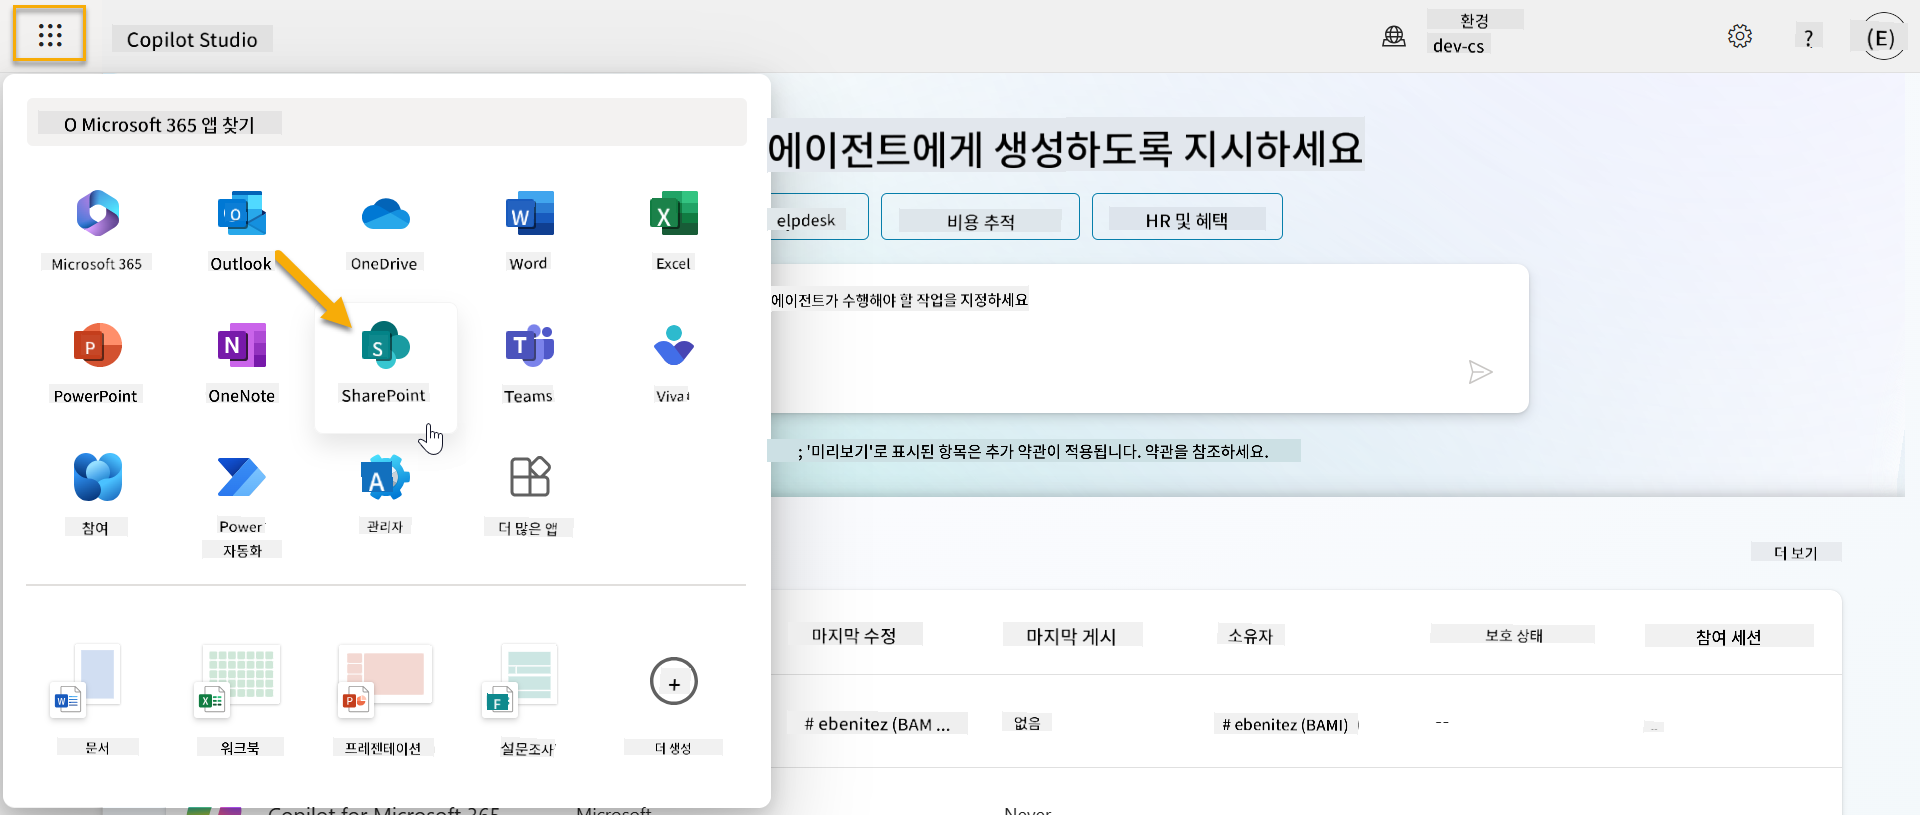 Copilot Studio
환경
dev-cs
?
(E)
O Microsoft 365 앱 찾기
에이전트에게 생성하도록 지시하세요
elpdesk
비용 추적
HR 및 혜택
Microsoft 365
Outlook
OneDrive
Word
Excel
에이전트가 수행해야 할 작업을 지정하세요
PowerPoint
OneNote
SharePoint
Teams
Viva
; '미리보기'로 표시된 항목은 추가 약관이 적용됩니다. 약관을 참조하세요.
참여
Power
자동화
관리자
더 많은 앱
더 보기
마지막 수정
마지막 게시
소유자
보호 상태
참여 세션
# ebenitez (BAM ...
없음
# ebenitez (BAMI)
--
문서
워크북
프레젠테이션
설문조사
더 생성
Copilot for Microsoft 365
Microsoft
Never